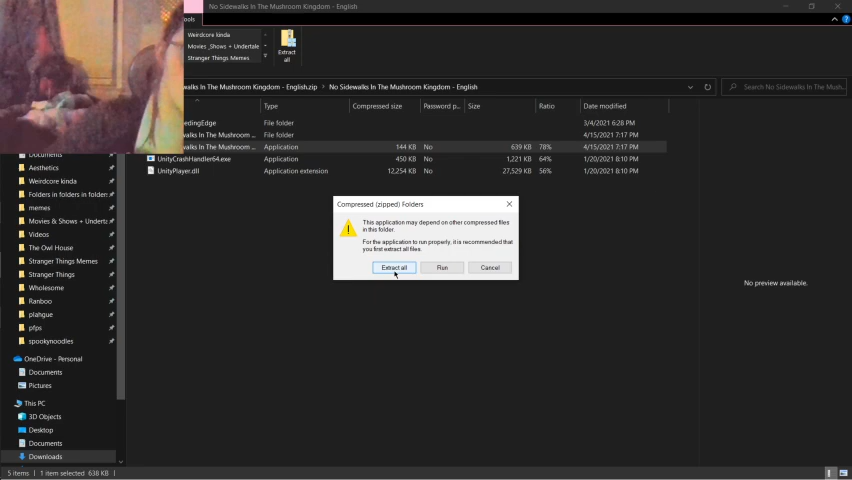 No Sidewalks In The Mushroom Kingdom - English
ools
Weirdcore kinda
Movies ,Shows + Undertale
Stranger Things Memes
Extract
all
walks In The Mushroom Kingdom - English.zip › No Sidewalks In The Mushroom Kingdom - English
Search No Sidewalks In The Mush...
Type Compressed size Password p... Size Ratio Date modified
edingEdge File folder 3/4/2021 6:28 PM
walks In The Mushroom ... File folder 4/15/2021 7:17 PM
walks In The Mushroom ... Application 144 KB No 639 KB 78% 4/15/2021 7:17 PM
UnityCrashHandler64.exe Application 450 KB No 1,221 KB 64% 1/20/2021 8:10 PM
UnityPlayer.dll Application extension 12,254 KB No 27,529 KB 56% 1/20/2021 8:10 PM
Documents
Aesthetics
Weirdcore kinda
Folders in folders in folders
memes
Movies & Shows + Underta
Videos
The Owl House
Stranger Things Memes
Stranger Things
Wholesome
Ranboo
plahgue
pfps
spookynoodles
OneDrive - Personal
Documents
Pictures
This PC
3D Objects
Desktop
Documents
Downloads
Compressed (zipped) Folders
This application may depend on other compressed files
in this folder.
For the application to run properly, it is recommended that
you first extract all files.
Extract all Run Cancel
No preview available.
5 items 1 item selected 638 KB